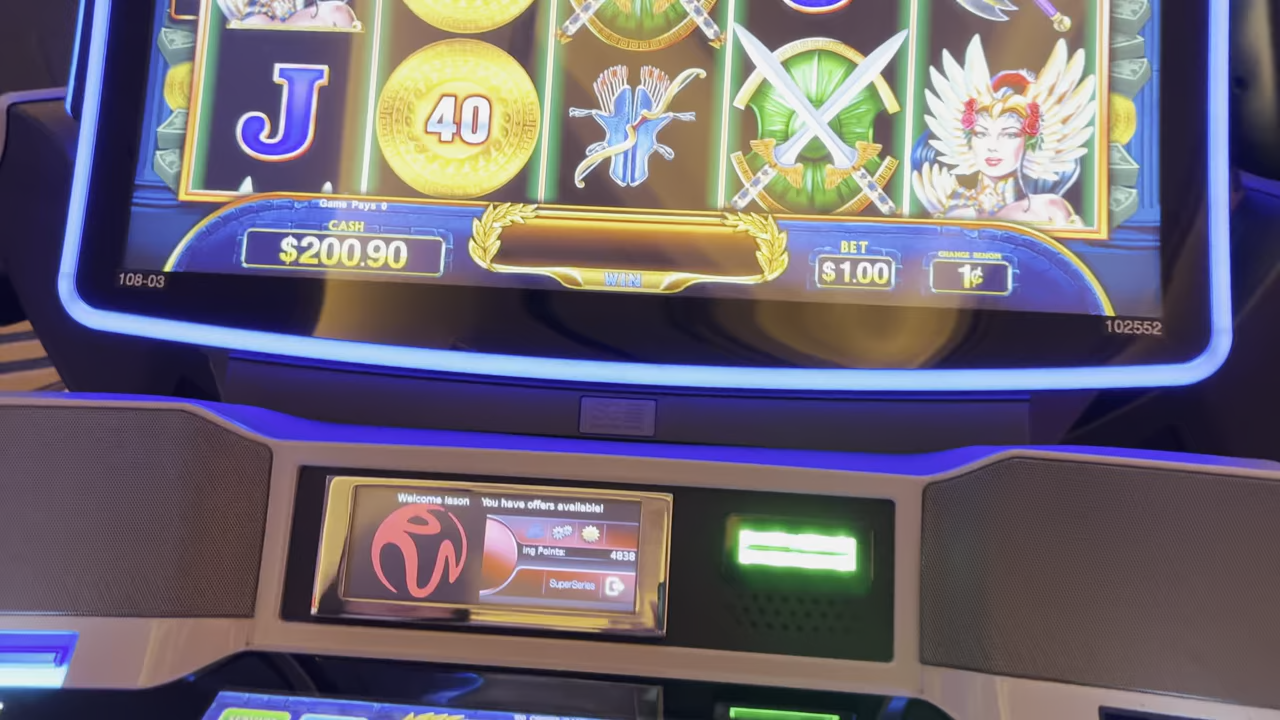 J
40
Game Pays 0
CASH
$200.90
WIN
BET
$1.00
CHANGE DENOM
1¢
108-03
102552
Welcome Jason
You have offers available!
ing Points:
4838
SuperSeries